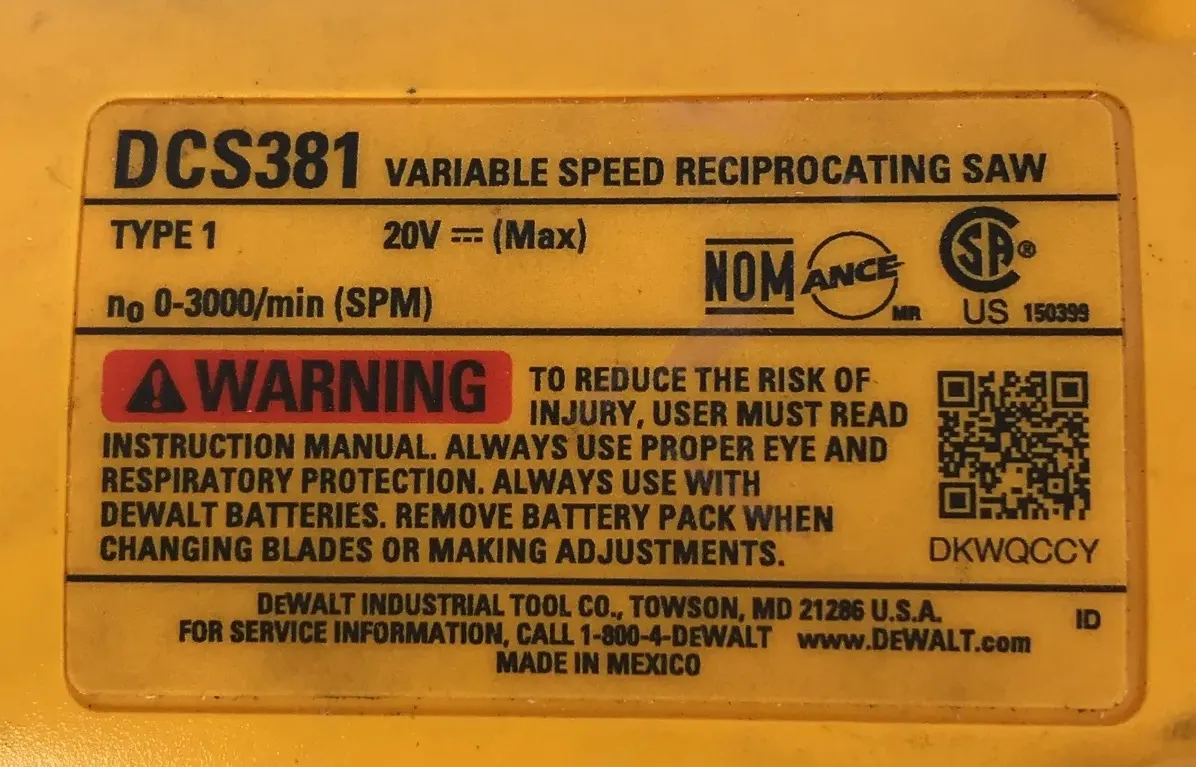 DCS381 VARIABLE SPEED RECIPROCATING SAW
TYPE 1 20V ⎓ (Max)
NOM ANCE MR SA ® US 150399
n₀ 0-3000/min (SPM)
WARNING TO REDUCE THE RISK OF
INJURY, USER MUST READ
INSTRUCTION MANUAL. ALWAYS USE PROPER EYE AND
RESPIRATORY PROTECTION. ALWAYS USE WITH
DEWALT BATTERIES. REMOVE BATTERY PACK WHEN
CHANGING BLADES OR MAKING ADJUSTMENTS.
DKWQCCY
DEWALT INDUSTRIAL TOOL CO., TOWSON, MD 21286 U.S.A.
FOR SERVICE INFORMATION, CALL 1-800-4-DEWALT www.DEWALT.com
MADE IN MEXICO
ID